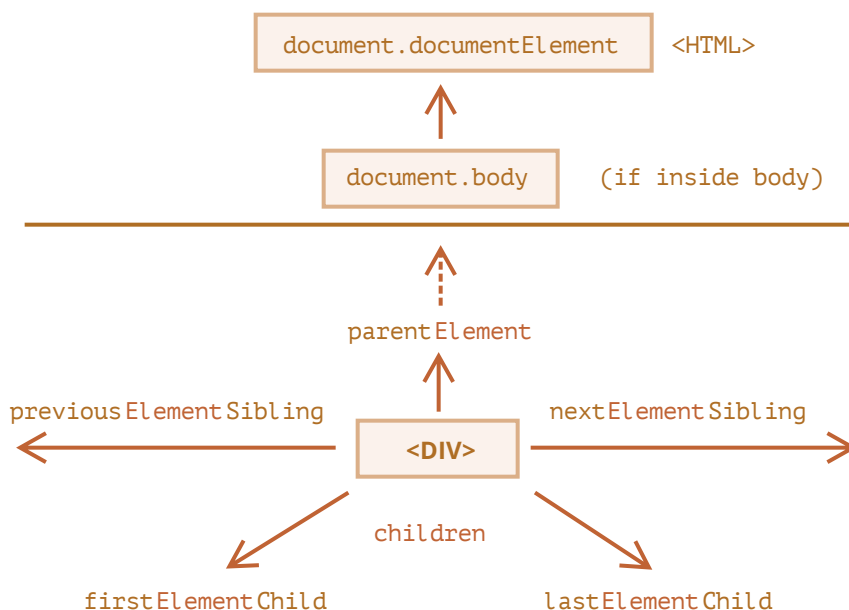 document.documentElement <HTML>
document.body (if inside body)
parentElement
previousElementSibling nextElementSibling
<DIV>
children
firstElementChild lastElementChild